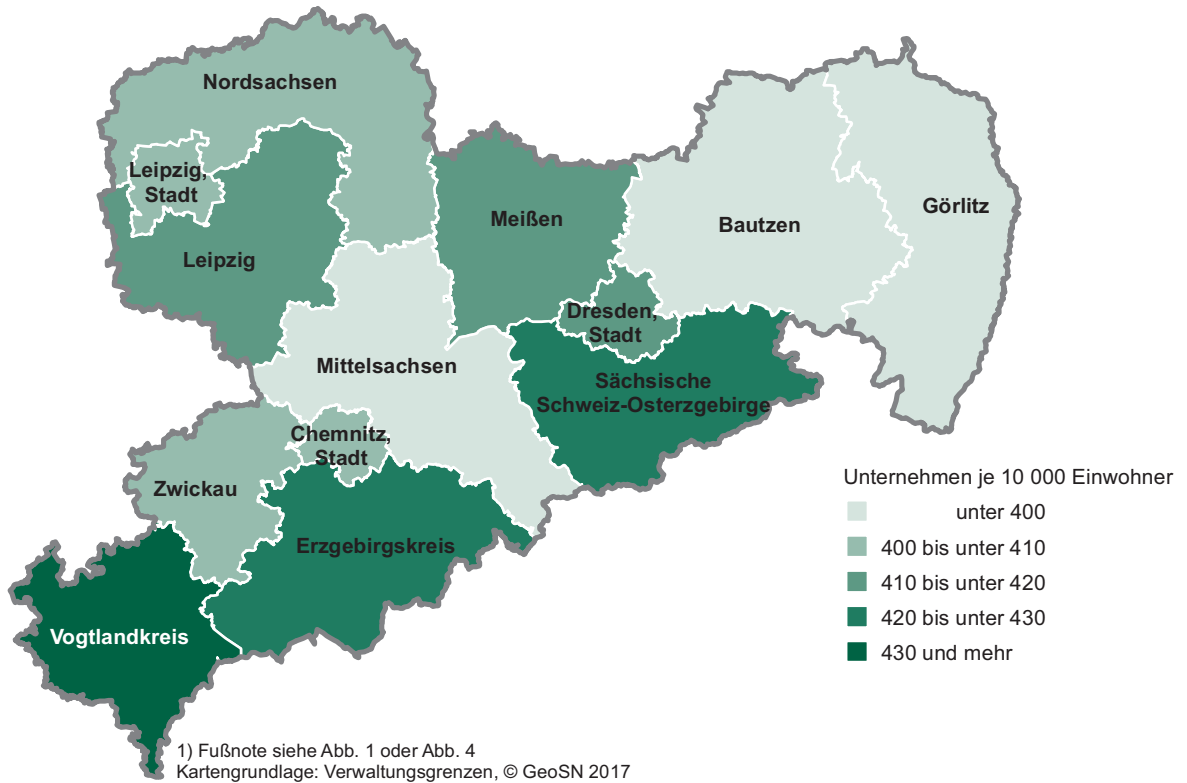 Nordsachsen
Leipzig,
Stadt
Leipzig
Meißen
Bautzen
Görlitz
Dresden,
Stadt
Mittelsachsen
Sächsische
Schweiz-Osterzgebirge
Chemnitz,
Stadt
Zwickau
Erzgebirgskreis
Vogtlandkreis
Unternehmen je 10 000 Einwohner
unter 400
400 bis unter 410
410 bis unter 420
420 bis unter 430
430 und mehr
1) Fußnote siehe Abb. 1 oder Abb. 4
Kartengrundlage: Verwaltungsgrenzen, © GeoSN 2017